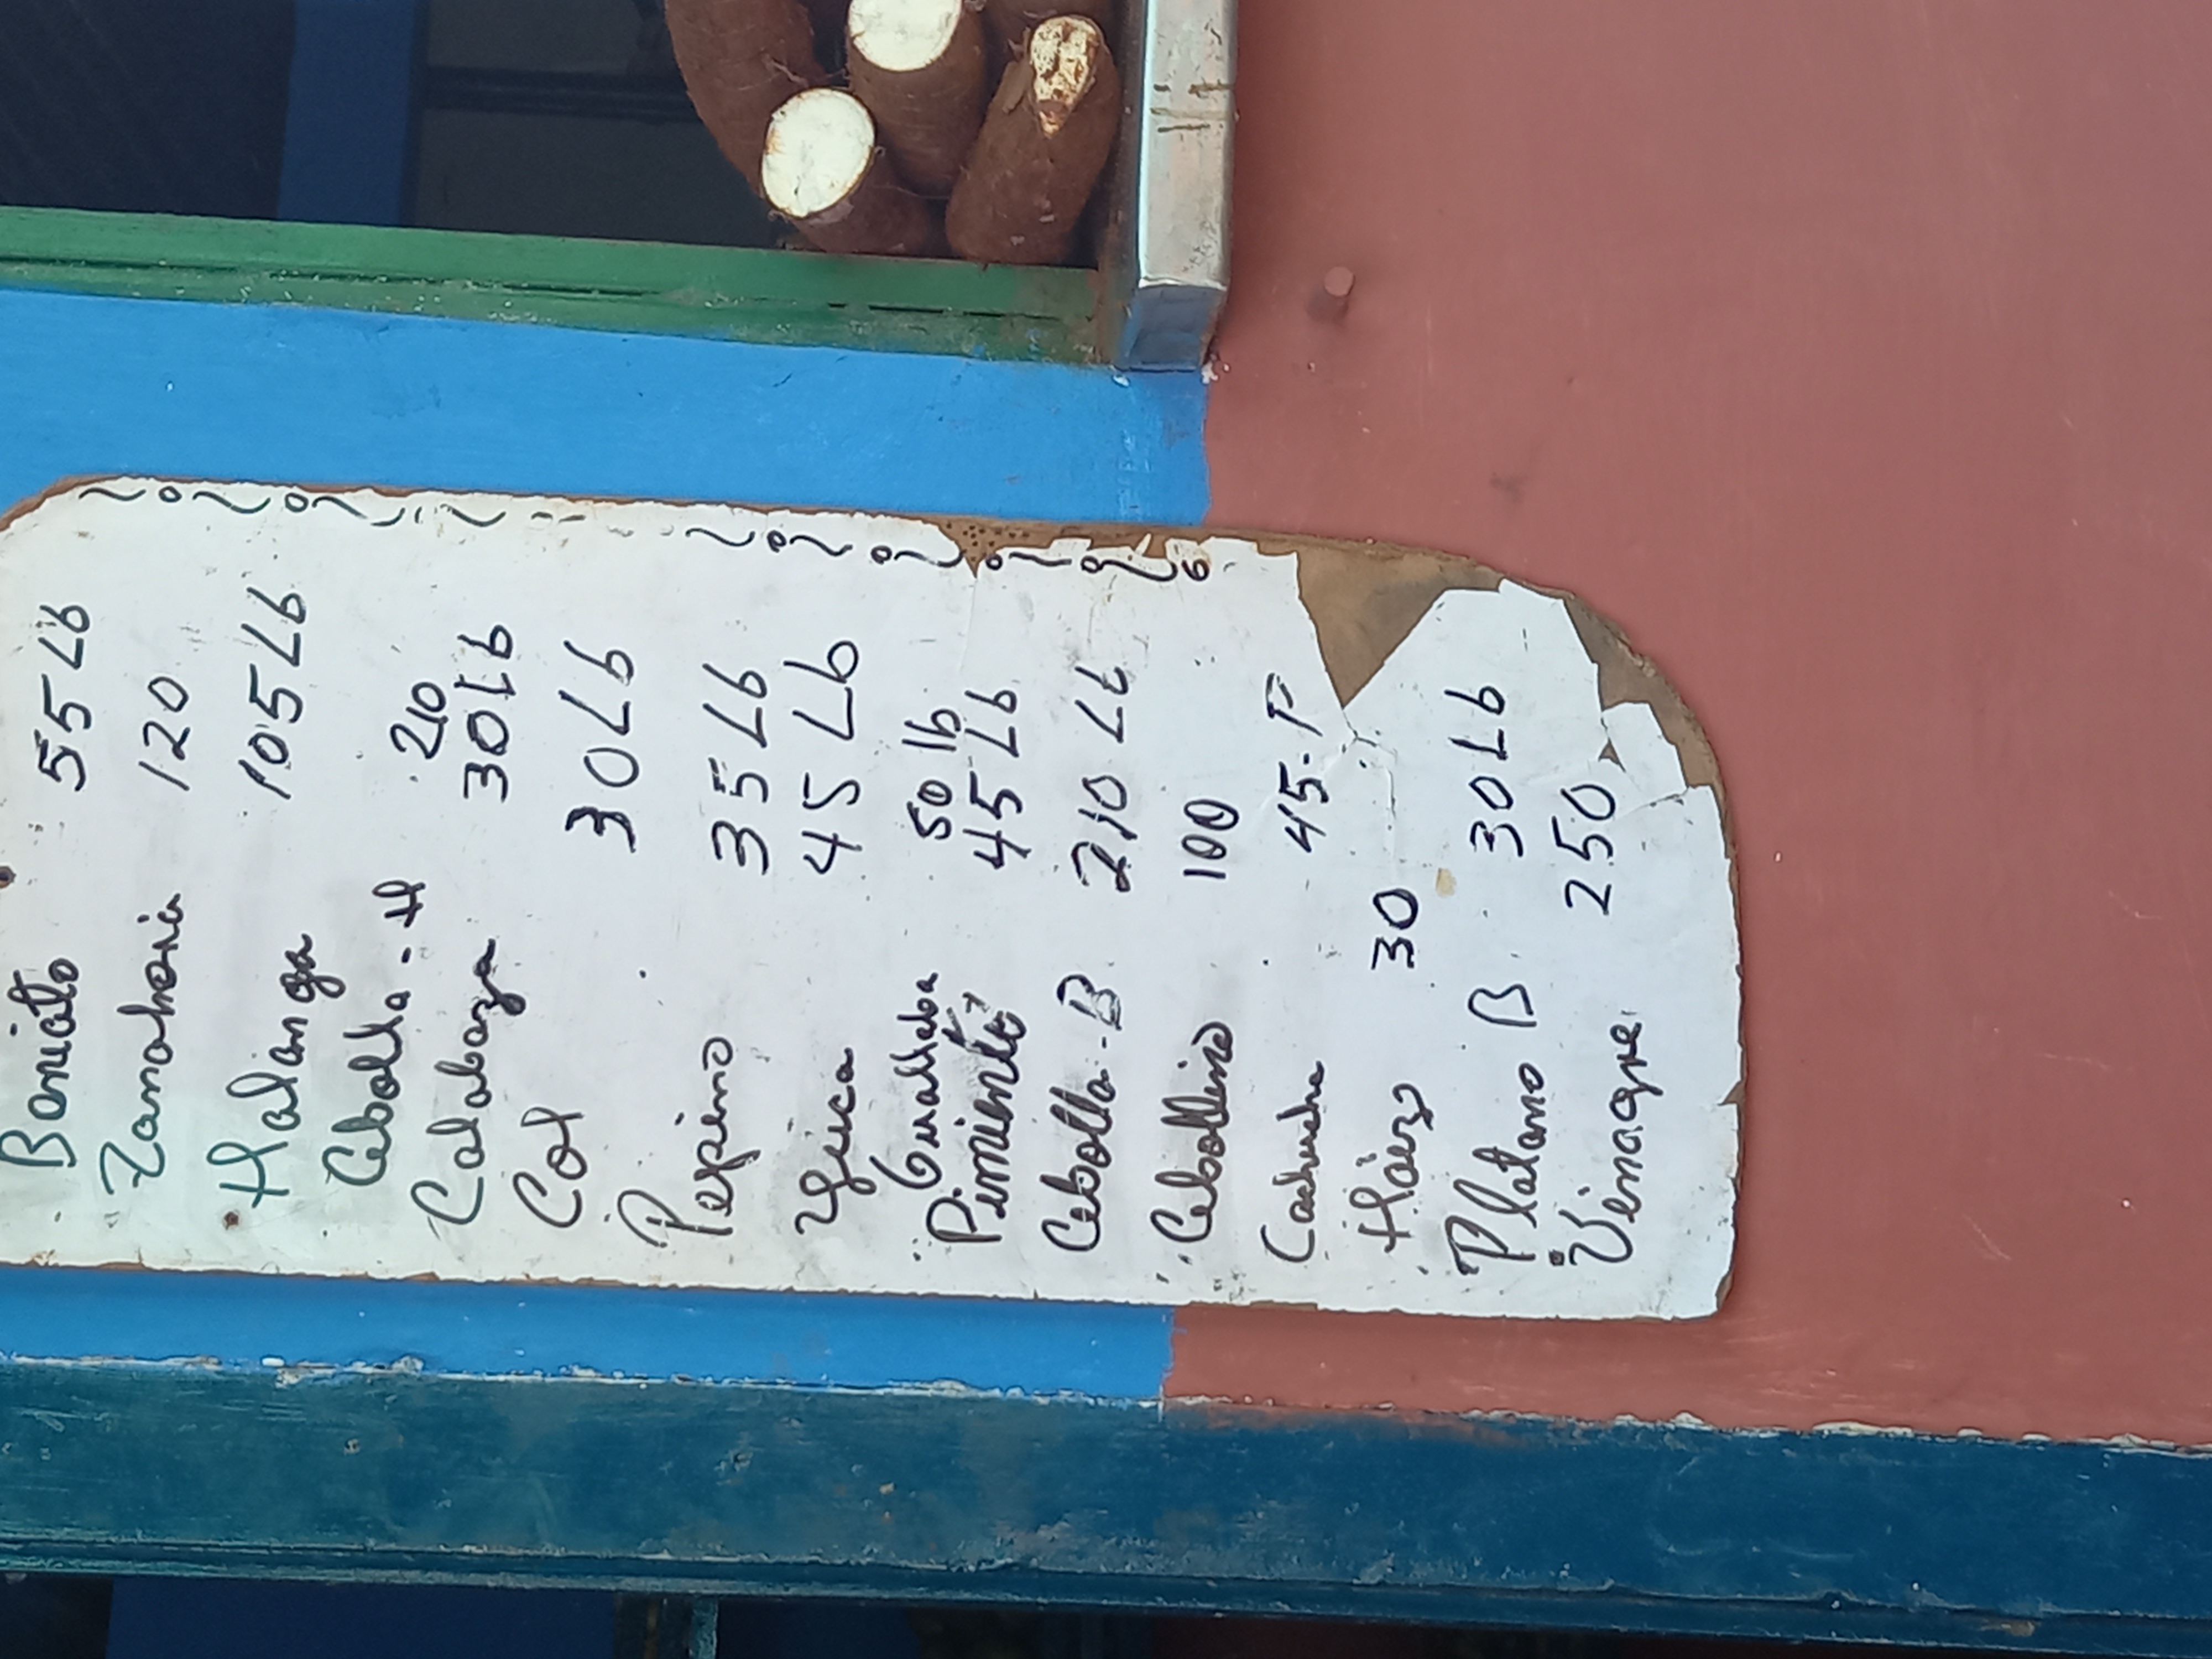 Boniato 55 Lb
Zanahoria 120
Malanga 105 Lb
Cebolla - M 210
Calabaza 30 Lb
Col 30 Lb
Pepino 35 Lb
Yuca 45 Lb
Guallaba 50 lb
Pimiento 45 Lb
Cebolla - B 210 Lb
Cebollino 100
Cachucha 45 - P
Maiz 30
Platano B 30 Lb
Vinagre 250